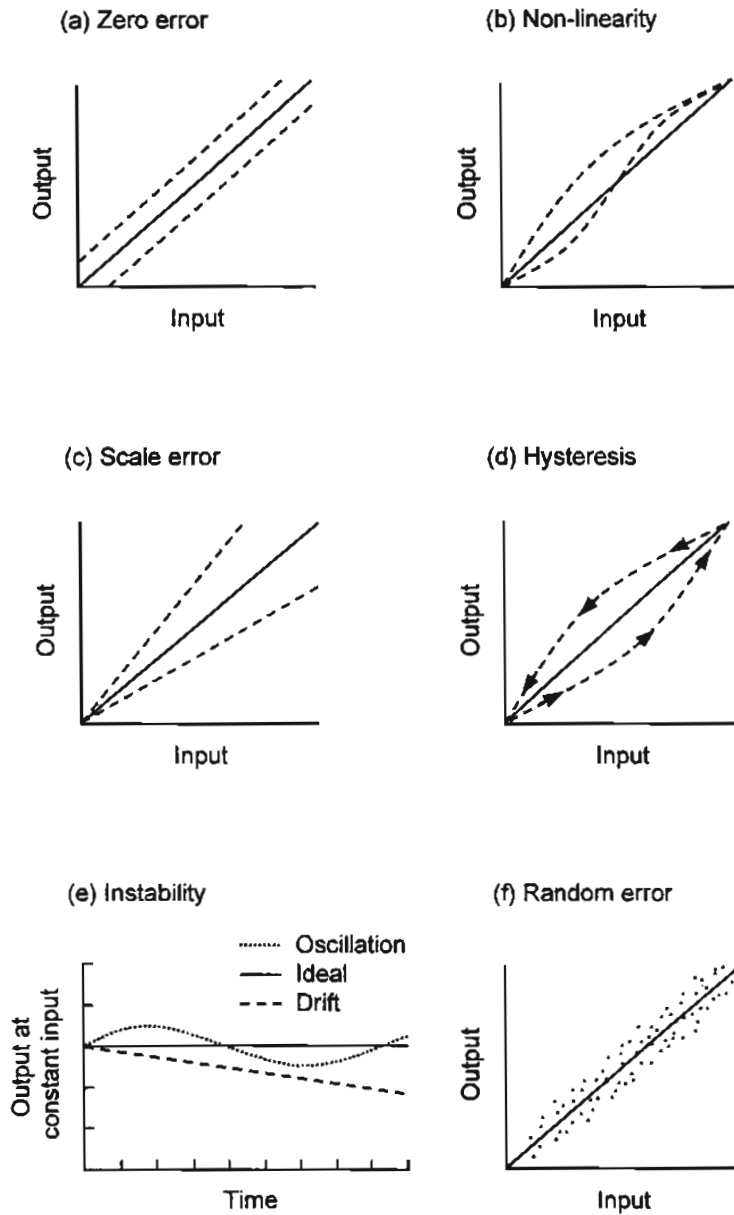 (a) Zero error
Output
Input
(b) Non-linearity
Output
Input
(c) Scale error
Output
Input
(d) Hysteresis
Output
Input
(e) Instability
Oscillation
Ideal
Drift
Output at
constant input
Time
(f) Random error
Output
Input